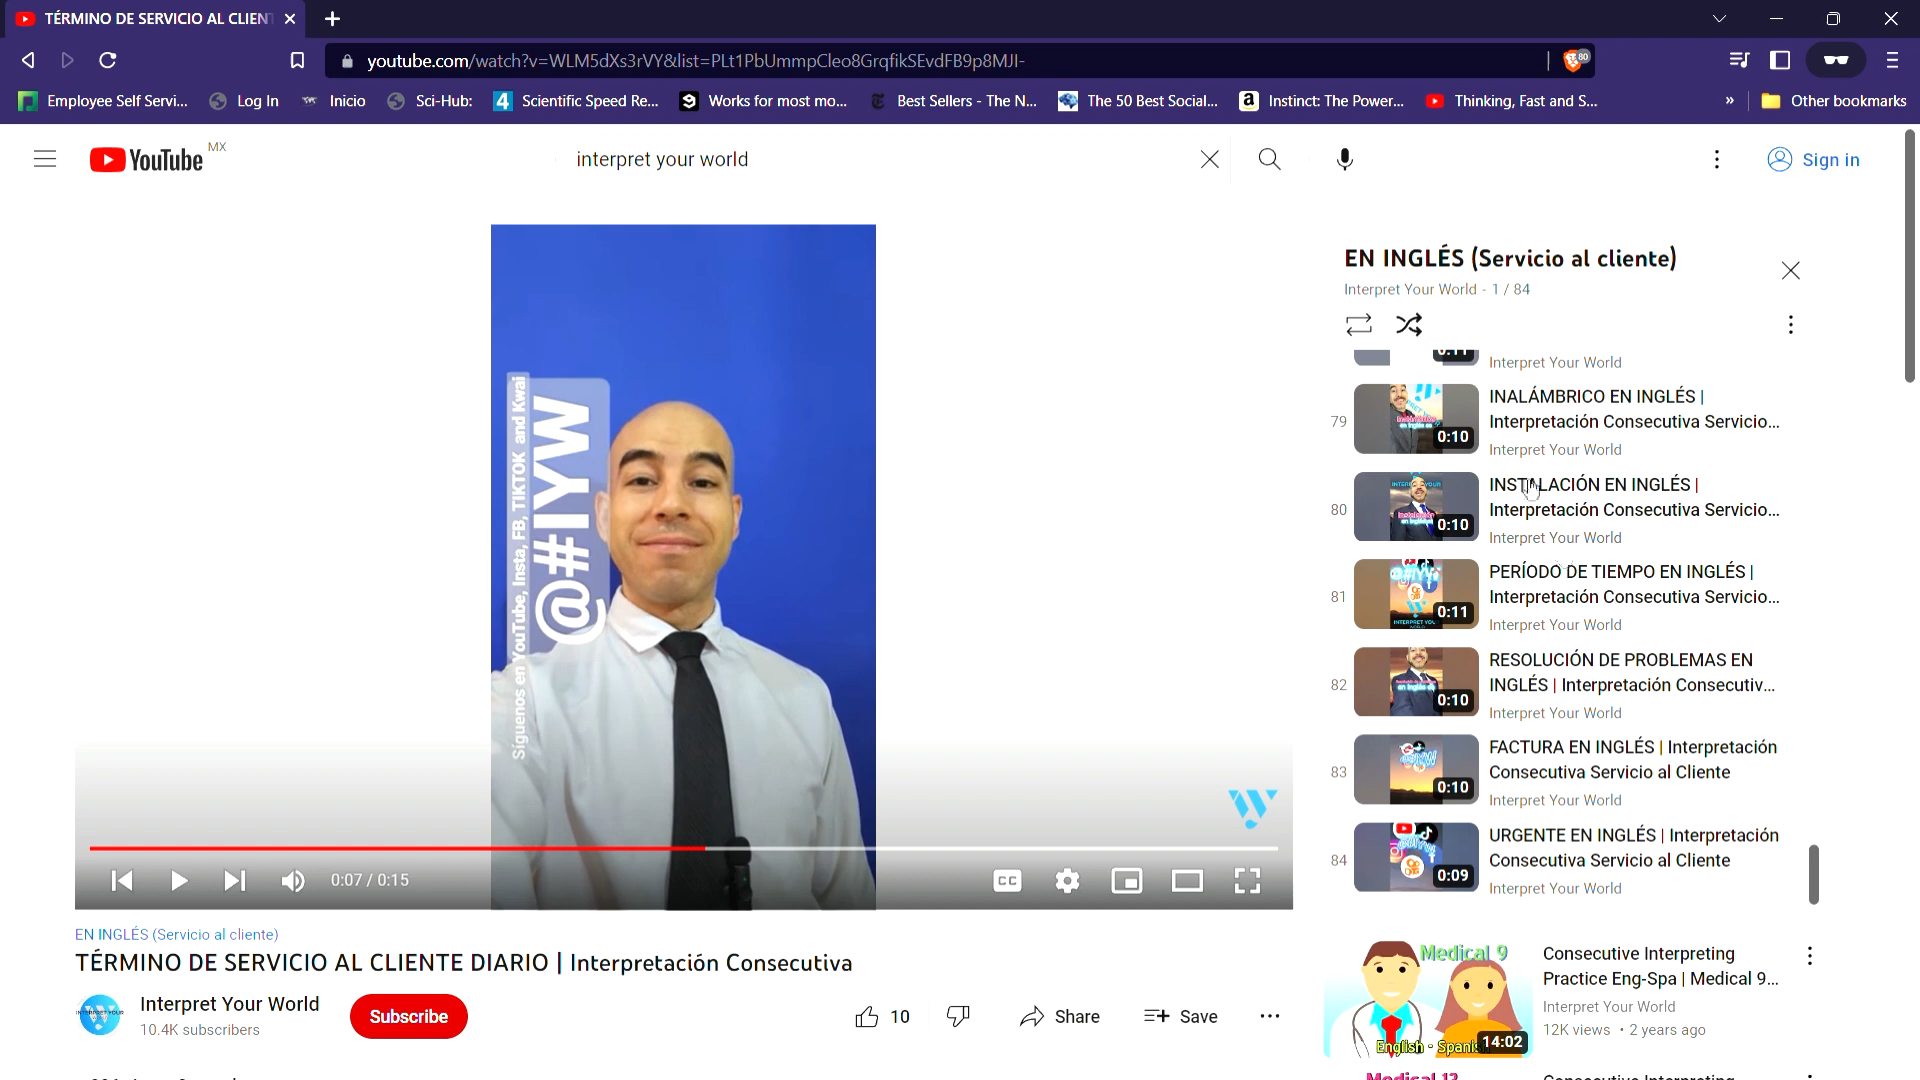 TÉRMINO DE SERVICIO AL CLIEN
youtube.com/watch?v=WLM5dXs3rVY&list=PLt1PbUmmpCleo8GrqfikSEvdFB9p8MJI-
80
Employee Self Servi...
Log In
Inicio
Sci-Hub:
Scientific Speed Re...
Works for most mo...
Best Sellers - The N...
The 50 Best Social...
Instinct: The Power...
Thinking, Fast and S...
»
Other bookmarks
YouTube MX
interpret your world
Sign in
Síguenos en YouTube, Insta, FB, TIKTOK and Kwai
@#IYW
0:07 / 0:15
CC
EN INGLÉS (Servicio al cliente)
TÉRMINO DE SERVICIO AL CLIENTE DIARIO | Interpretación Consecutiva
Interpret Your World
10.4K subscribers
Subscribe
10
Share
Save
EN INGLÉS (Servicio al cliente)
Interpret Your World - 1 / 84
0:11
Interpret Your World
79
0:10
INALÁMBRICO EN INGLÉS |
Interpretación Consecutiva Servicio...
Interpret Your World
80
0:10
INSTALACIÓN EN INGLÉS |
Interpretación Consecutiva Servicio...
Interpret Your World
81
0:11
PERÍODO DE TIEMPO EN INGLÉS |
Interpretación Consecutiva Servicio...
Interpret Your World
82
0:10
RESOLUCIÓN DE PROBLEMAS EN
INGLÉS | Interpretación Consecutiv...
Interpret Your World
83
0:10
FACTURA EN INGLÉS | Interpretación
Consecutiva Servicio al Cliente
Interpret Your World
84
0:09
URGENTE EN INGLÉS | Interpretación
Consecutiva Servicio al Cliente
Interpret Your World
Medical 9
English - Spanis
14:02
Consecutive Interpreting
Practice Eng-Spa | Medical 9...
Interpret Your World
12K views • 2 years ago
Medical 12
Consecutive Interpreting